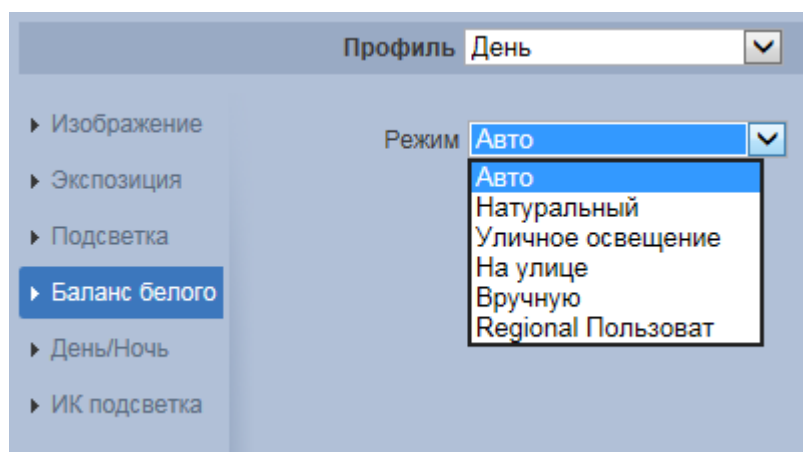 Профиль День
Изображение
Режим Авто
Экспозиция
Авто
Натуральный
Подсветка
Уличное освещение
На улице
Баланс белого
Вручную
Regional Пользоват
День/Ночь
ИК подсветка